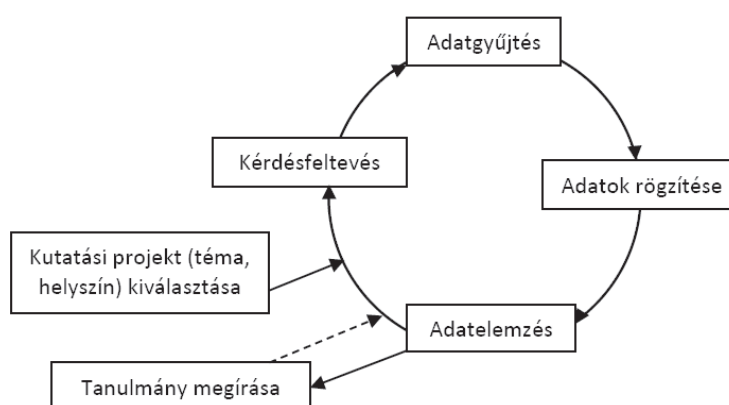 Adatgyűjtés
Kérdésfeltevés
Adatok rögzítése
Kutatási projekt (téma,
helyszín) kiválasztása
Adatelemzés
Tanulmány megírása